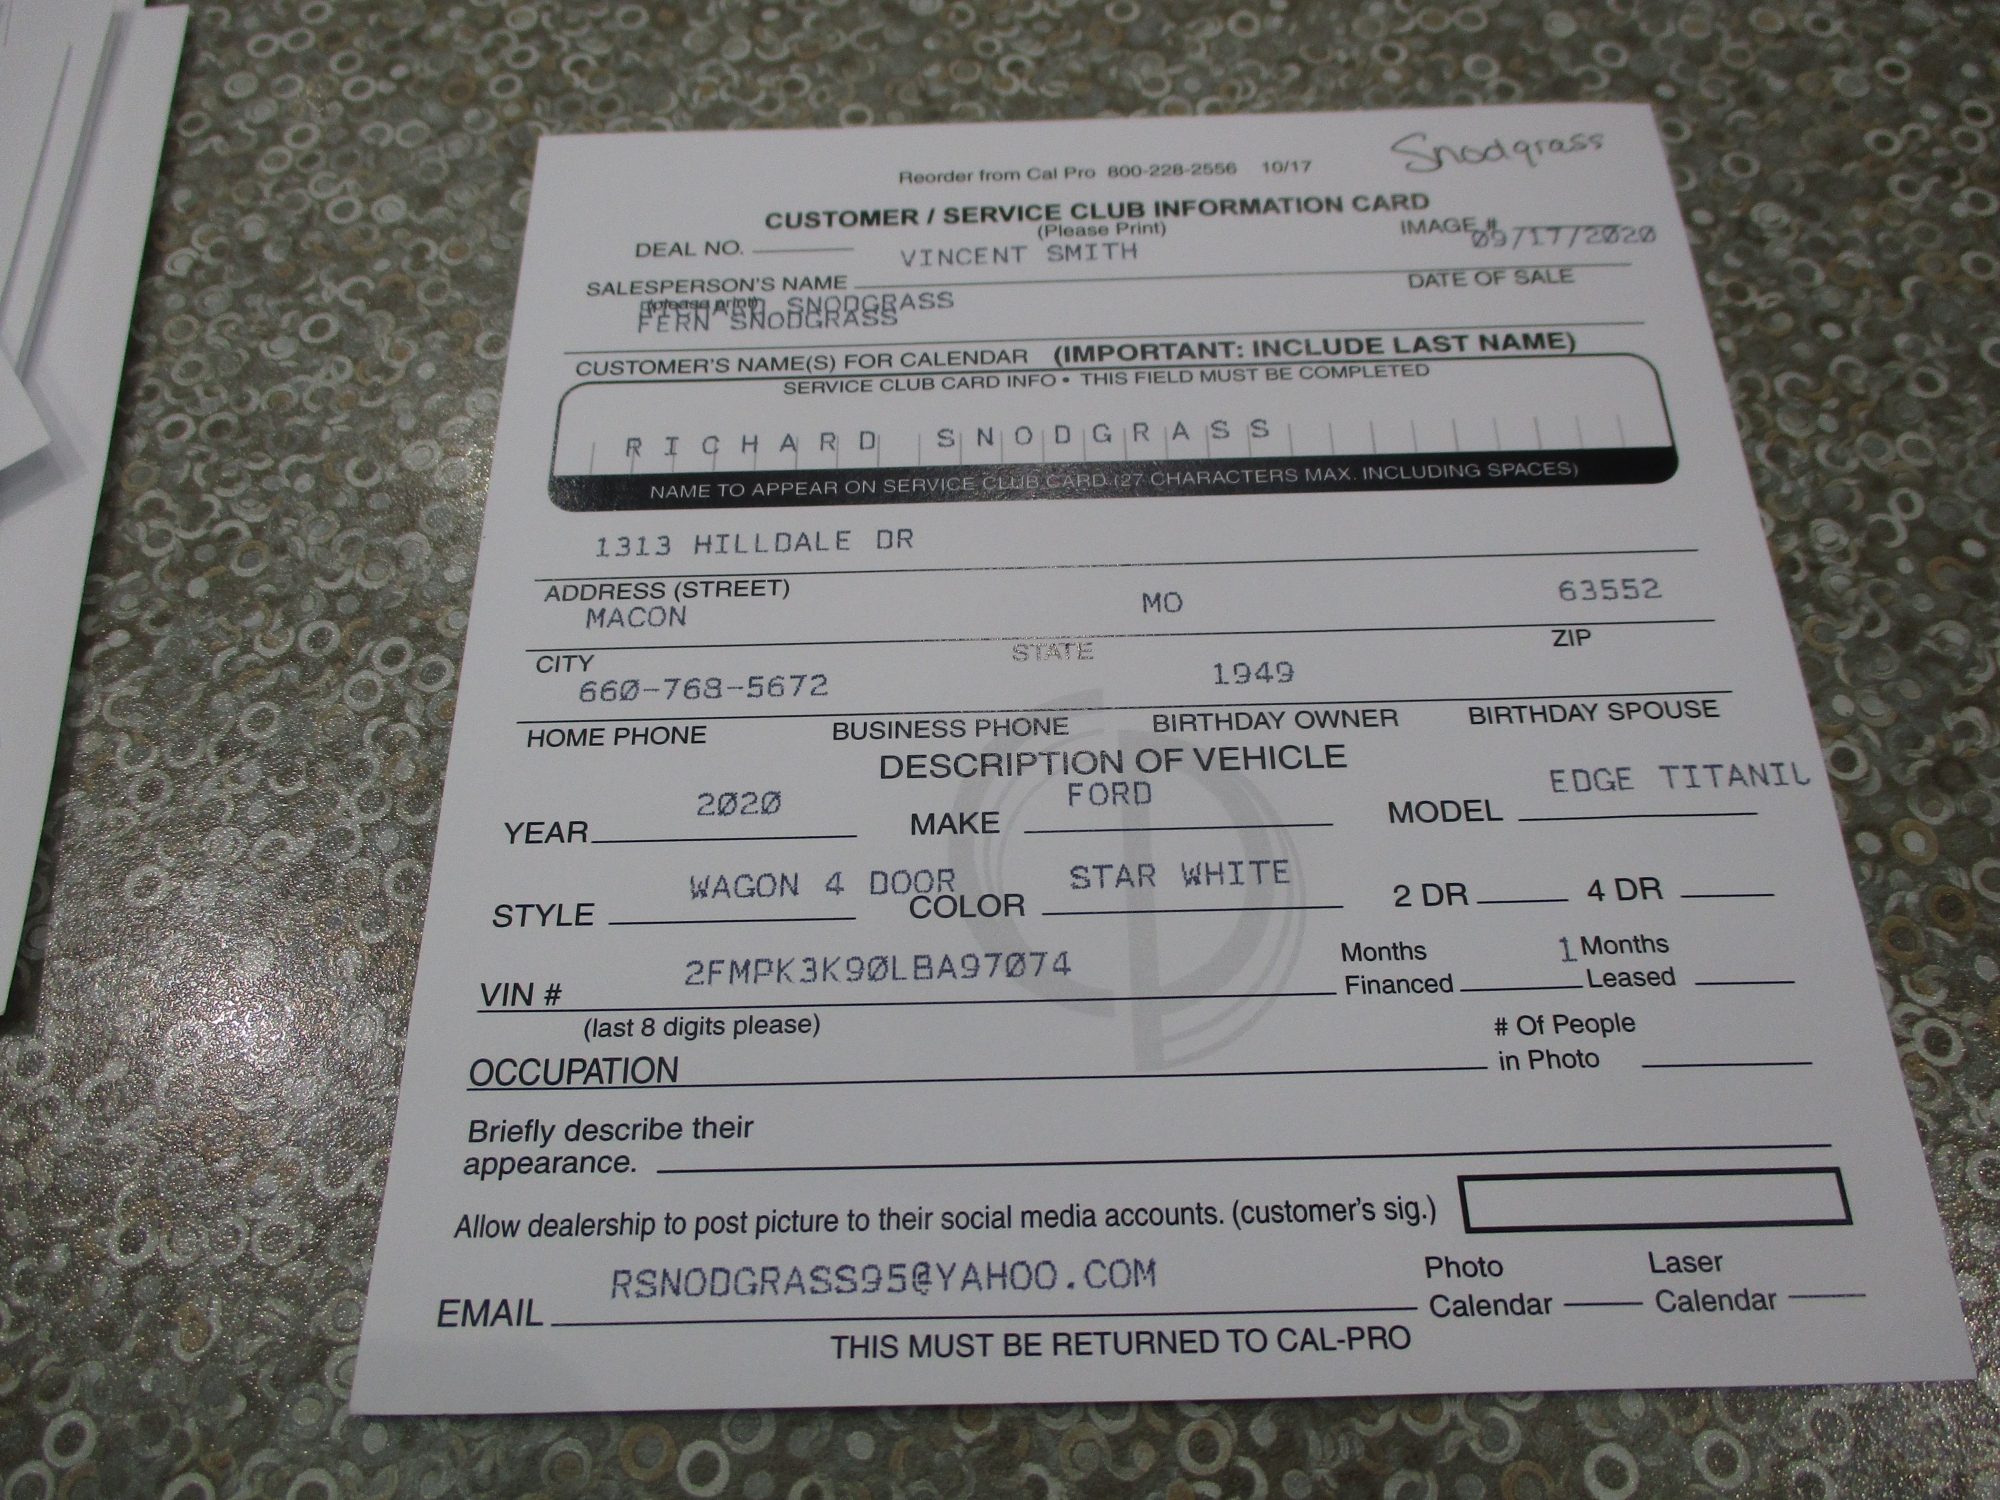 Snodgrass
Reorder from Cal Pro 800-228-2556 10/17
CUSTOMER / SERVICE CLUB INFORMATION CARD
(Please Print)
DEAL NO. IMAGE #
VINCENT SMITH 09/17/2020
SALESPERSON'S NAME DATE OF SALE
(please print)
RICHARD SNODGRASS
FERN SNODGRASS
CUSTOMER'S NAME(S) FOR CALENDAR (IMPORTANT: INCLUDE LAST NAME)
SERVICE CLUB CARD INFO • THIS FIELD MUST BE COMPLETED
RICHARD SNODGRASS
NAME TO APPEAR ON SERVICE CLUB CARD (27 CHARACTERS MAX. INCLUDING SPACES)
1313 HILLDALE DR
ADDRESS (STREET)
MACON MO 63552
CITY STATE ZIP
660-768-5672 1949
HOME PHONE BUSINESS PHONE BIRTHDAY OWNER BIRTHDAY SPOUSE
DESCRIPTION OF VEHICLE
2020 FORD EDGE TITANIU
YEAR MAKE MODEL
WAGON 4 DOOR STAR WHITE
STYLE COLOR 2 DR 4 DR
2FMPK3K90LBA97074 Months 1 Months
VIN # Financed Leased
(last 8 digits please) # Of People
OCCUPATION in Photo
Briefly describe their
appearance.
Allow dealership to post picture to their social media accounts. (customer's sig.)
RSNODGRASS95@YAHOO.COM Photo Laser
EMAIL Calendar Calendar
THIS MUST BE RETURNED TO CAL-PRO